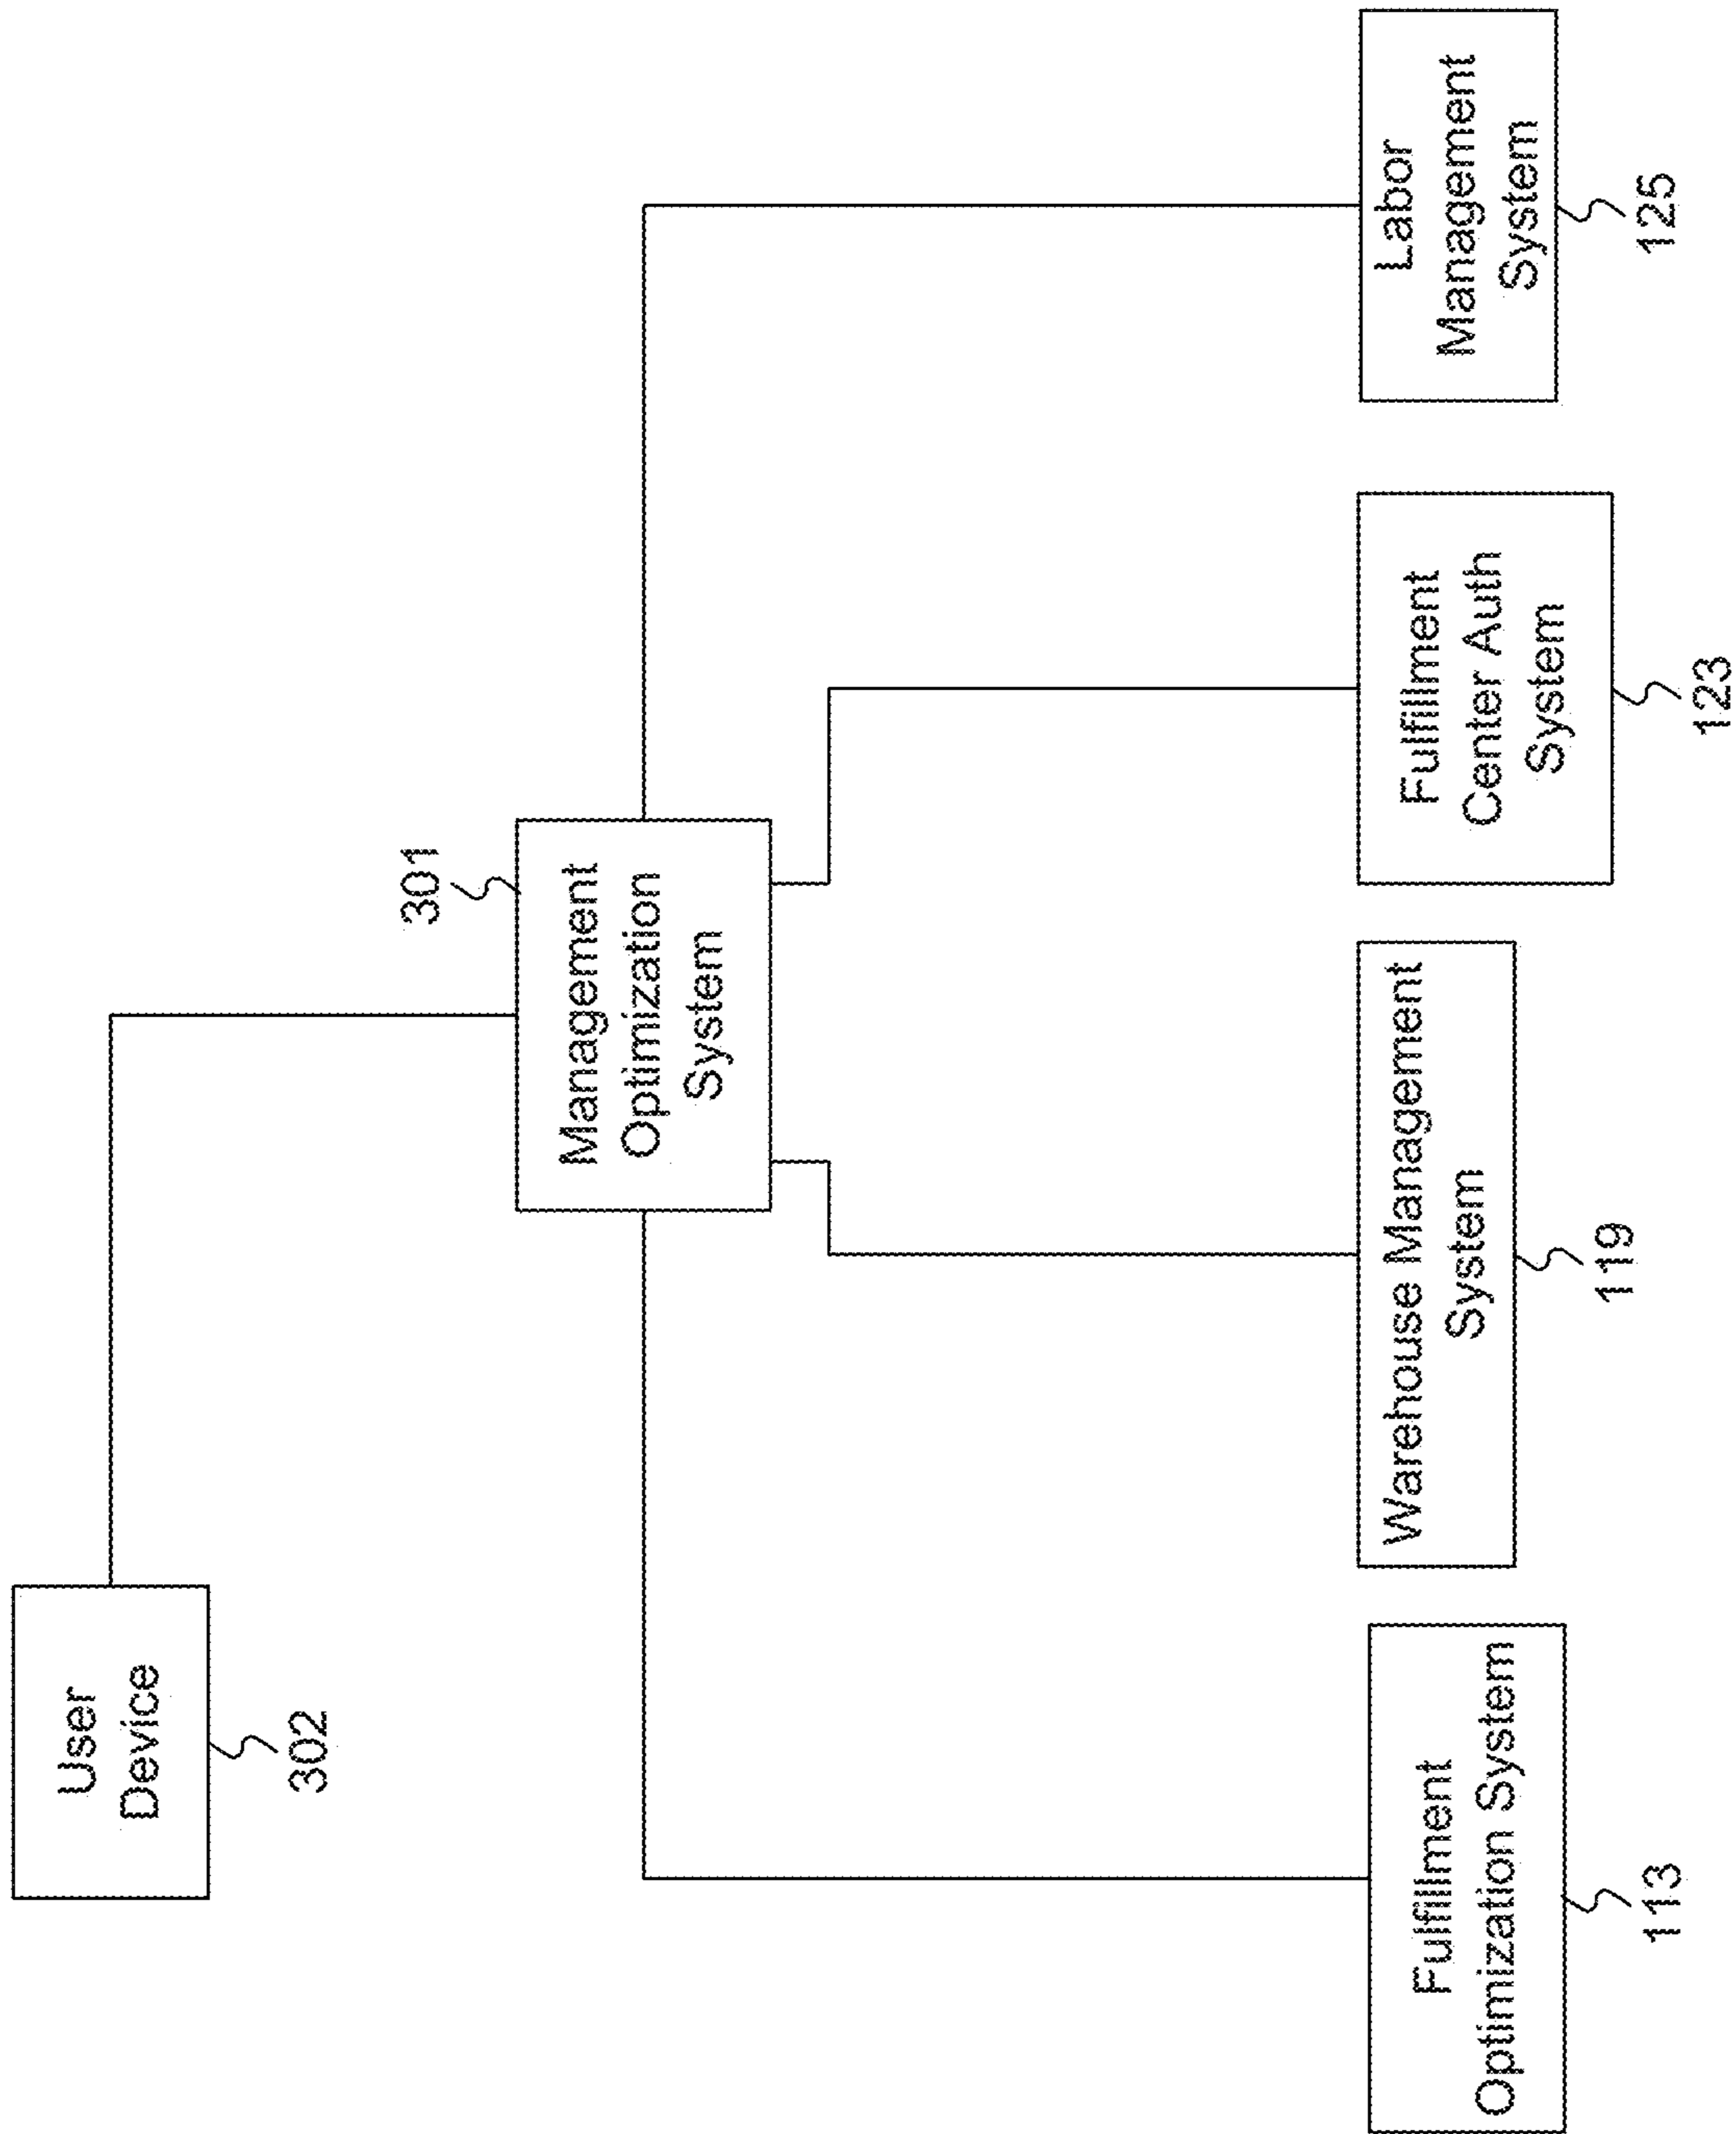 User
Device
302
301
Management
Optimization
System
Fulfillment
Optimization System
113
Warehouse Management
System
119
Fulfillment
Center Auth
System
123
Labor
Management
System
125